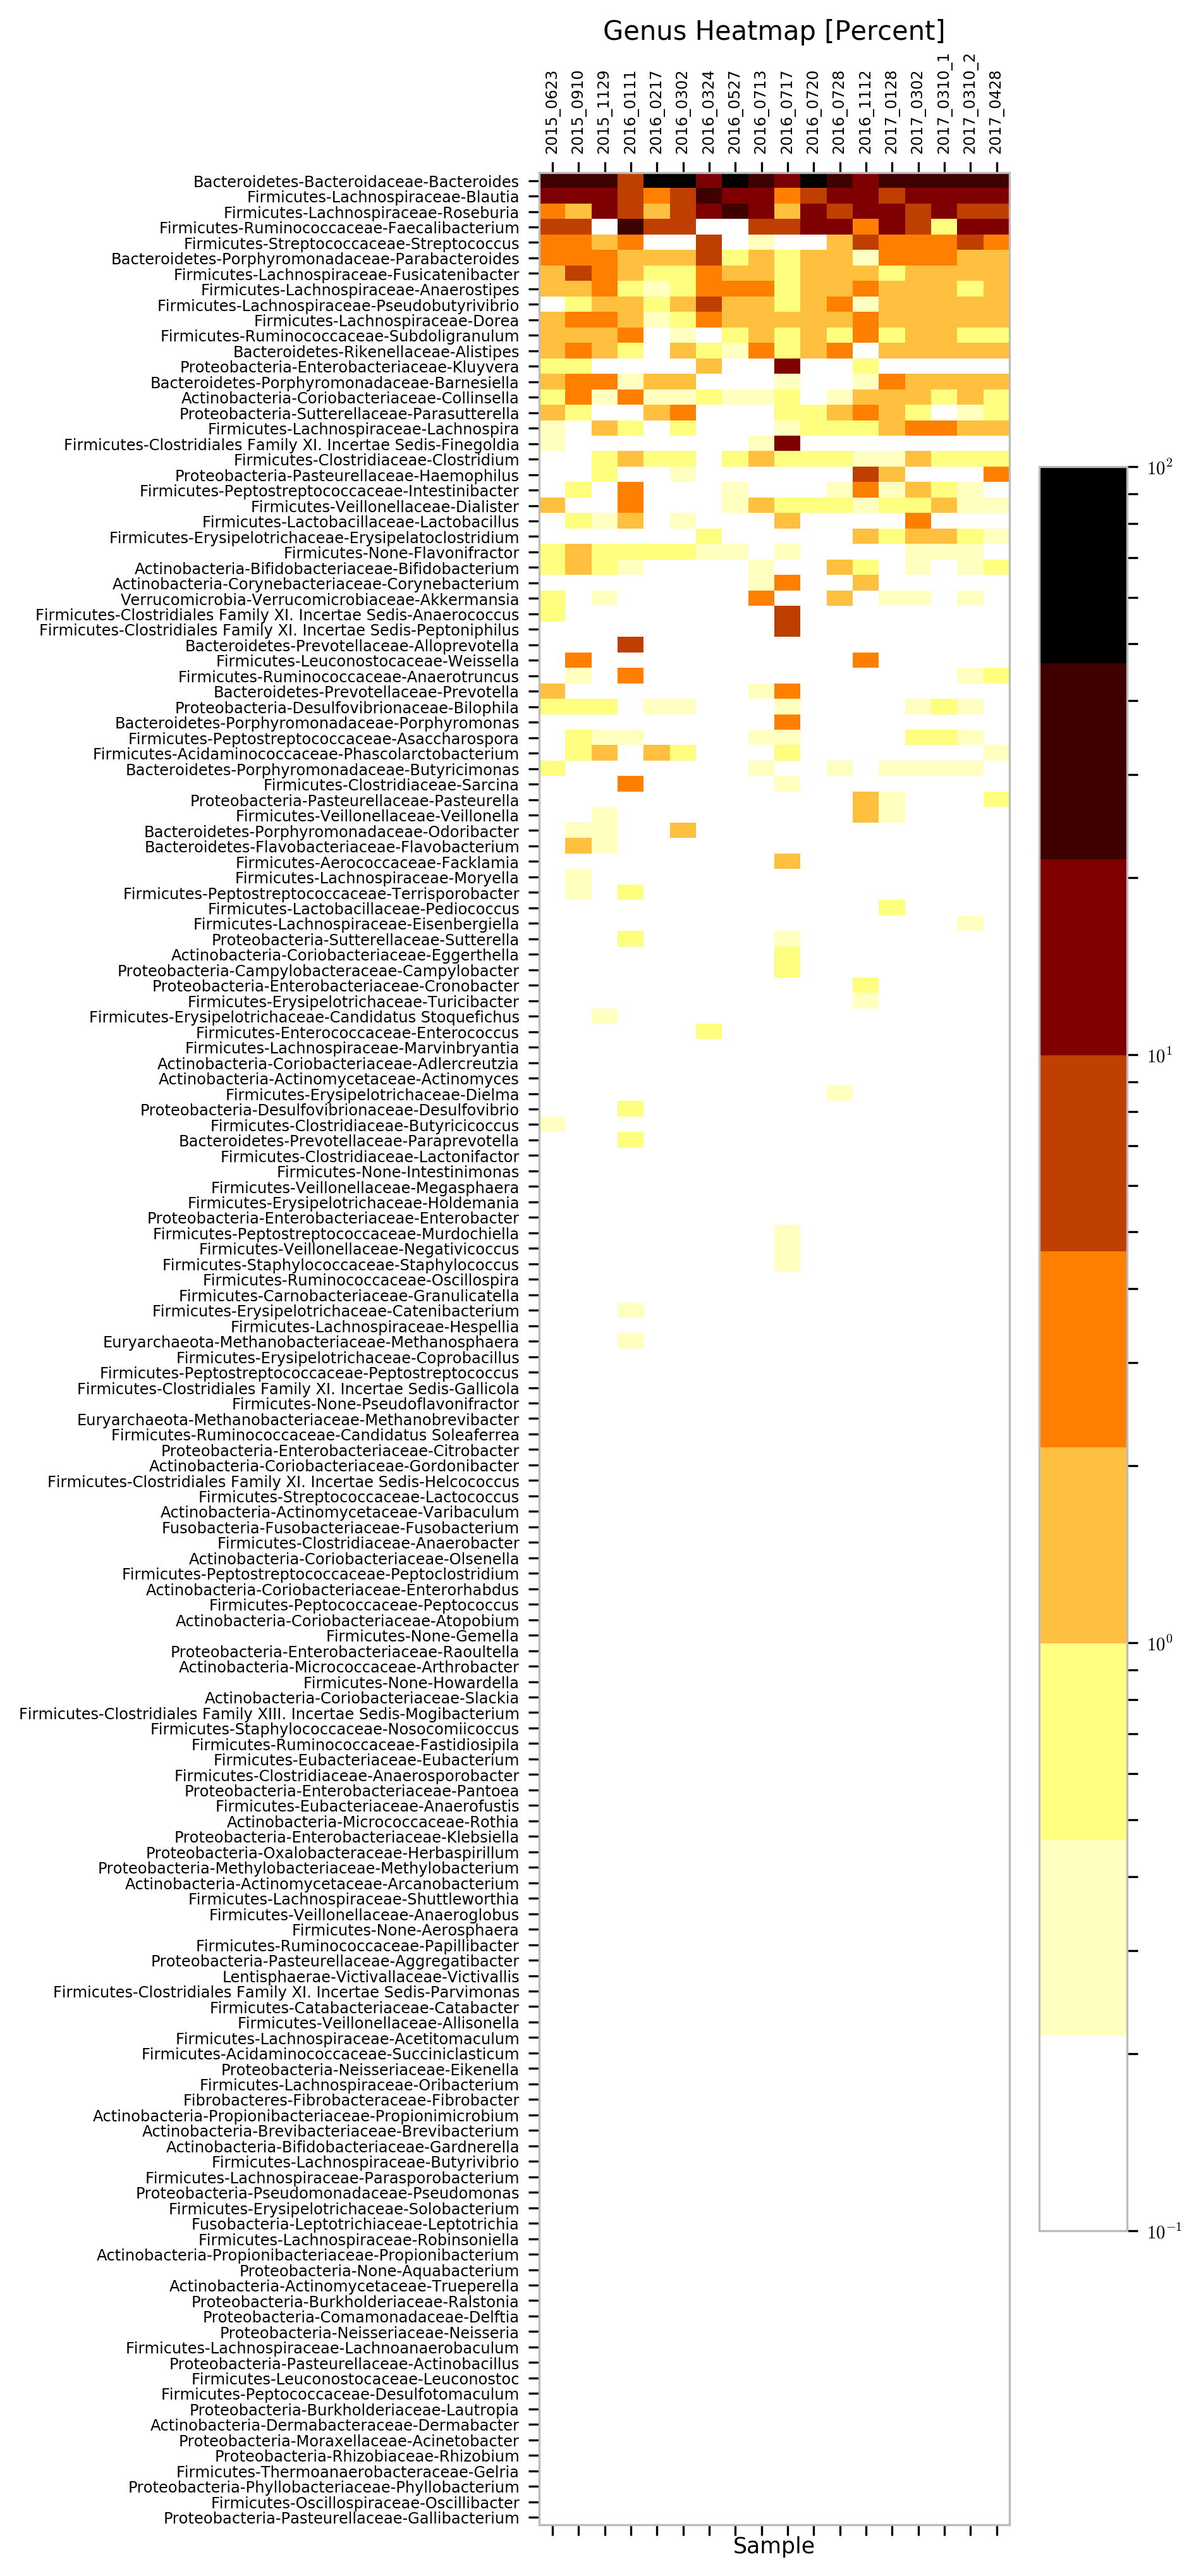 Genus Heatmap [Percent]
2015_0623
2015_0910
2015_1129
2016_0111
2016_0217
2016_0302
2016_0324
2016_0527
2016_0713
2016_0717
2016_0720
2016_0728
2016_1112
2017_0128
2017_0302
2017_0310_1
2017_0310_2
2017_0428
Bacteroidetes-Bacteroidaceae-Bacteroides
Firmicutes-Lachnospiraceae-Blautia
Firmicutes-Lachnospiraceae-Roseburia
Firmicutes-Ruminococcaceae-Faecalibacterium
Firmicutes-Streptococcaceae-Streptococcus
Bacteroidetes-Porphyromonadaceae-Parabacteroides
Firmicutes-Lachnospiraceae-Fusicatenibacter
Firmicutes-Lachnospiraceae-Anaerostipes
Firmicutes-Lachnospiraceae-Pseudobutyrivibrio
Firmicutes-Lachnospiraceae-Dorea
Firmicutes-Ruminococcaceae-Subdoligranulum
Bacteroidetes-Rikenellaceae-Alistipes
Proteobacteria-Enterobacteriaceae-Kluyvera
Bacteroidetes-Porphyromonadaceae-Barnesiella
Actinobacteria-Coriobacteriaceae-Collinsella
Proteobacteria-Sutterellaceae-Parasutterella
Firmicutes-Lachnospiraceae-Lachnospira
Firmicutes-Clostridiales Family XI. Incertae Sedis-Finegoldia
Firmicutes-Clostridiaceae-Clostridium
Proteobacteria-Pasteurellaceae-Haemophilus
Firmicutes-Peptostreptococcaceae-Intestinibacter
Firmicutes-Veillonellaceae-Dialister
Firmicutes-Lactobacillaceae-Lactobacillus
Firmicutes-Erysipelotrichaceae-Erysipelatoclostridium
Firmicutes-None-Flavonifractor
Actinobacteria-Bifidobacteriaceae-Bifidobacterium
Actinobacteria-Corynebacteriaceae-Corynebacterium
Verrucomicrobia-Verrucomicrobiaceae-Akkermansia
Firmicutes-Clostridiales Family XI. Incertae Sedis-Anaerococcus
Firmicutes-Clostridiales Family XI. Incertae Sedis-Peptoniphilus
Bacteroidetes-Prevotellaceae-Alloprevotella
Firmicutes-Leuconostocaceae-Weissella
Firmicutes-Ruminococcaceae-Anaerotruncus
Bacteroidetes-Prevotellaceae-Prevotella
Proteobacteria-Desulfovibrionaceae-Bilophila
Bacteroidetes-Porphyromonadaceae-Porphyromonas
Firmicutes-Peptostreptococcaceae-Asaccharospora
Firmicutes-Acidaminococcaceae-Phascolarctobacterium
Bacteroidetes-Porphyromonadaceae-Butyricimonas
Firmicutes-Clostridiaceae-Sarcina
Proteobacteria-Pasteurellaceae-Pasteurella
Firmicutes-Veillonellaceae-Veillonella
Bacteroidetes-Porphyromonadaceae-Odoribacter
Bacteroidetes-Flavobacteriaceae-Flavobacterium
Firmicutes-Aerococcaceae-Facklamia
Firmicutes-Lachnospiraceae-Moryella
Firmicutes-Peptostreptococcaceae-Terrisporobacter
Firmicutes-Lactobacillaceae-Pediococcus
Firmicutes-Lachnospiraceae-Eisenbergiella
Proteobacteria-Sutterellaceae-Sutterella
Actinobacteria-Coriobacteriaceae-Eggerthella
Proteobacteria-Campylobacteraceae-Campylobacter
Proteobacteria-Enterobacteriaceae-Cronobacter
Firmicutes-Erysipelotrichaceae-Turicibacter
Firmicutes-Erysipelotrichaceae-Candidatus Stoquefichus
Firmicutes-Enterococcaceae-Enterococcus
Firmicutes-Lachnospiraceae-Marvinbryantia
Actinobacteria-Coriobacteriaceae-Adlercreutzia
Actinobacteria-Actinomycetaceae-Actinomyces
Firmicutes-Erysipelotrichaceae-Dielma
Proteobacteria-Desulfovibrionaceae-Desulfovibrio
Firmicutes-Clostridiaceae-Butyricicoccus
Bacteroidetes-Prevotellaceae-Paraprevotella
Firmicutes-Clostridiaceae-Lactonifactor
Firmicutes-None-Intestinimonas
Firmicutes-Veillonellaceae-Megasphaera
Firmicutes-Erysipelotrichaceae-Holdemania
Proteobacteria-Enterobacteriaceae-Enterobacter
Firmicutes-Peptostreptococcaceae-Murdochiella
Firmicutes-Veillonellaceae-Negativicoccus
Firmicutes-Staphylococcaceae-Staphylococcus
Firmicutes-Ruminococcaceae-Oscillospira
Firmicutes-Carnobacteriaceae-Granulicatella
Firmicutes-Erysipelotrichaceae-Catenibacterium
Firmicutes-Lachnospiraceae-Hespellia
Euryarchaeota-Methanobacteriaceae-Methanosphaera
Firmicutes-Erysipelotrichaceae-Coprobacillus
Firmicutes-Peptostreptococcaceae-Peptostreptococcus
Firmicutes-Clostridiales Family XI. Incertae Sedis-Gallicola
Firmicutes-None-Pseudoflavonifractor
Euryarchaeota-Methanobacteriaceae-Methanobrevibacter
Firmicutes-Ruminococcaceae-Candidatus Soleaferrea
Proteobacteria-Enterobacteriaceae-Citrobacter
Actinobacteria-Coriobacteriaceae-Gordonibacter
Firmicutes-Clostridiales Family XI. Incertae Sedis-Helcococcus
Firmicutes-Streptococcaceae-Lactococcus
Actinobacteria-Actinomycetaceae-Varibaculum
Fusobacteria-Fusobacteriaceae-Fusobacterium
Firmicutes-Clostridiaceae-Anaerobacter
Actinobacteria-Coriobacteriaceae-Olsenella
Firmicutes-Peptostreptococcaceae-Peptoclostridium
Actinobacteria-Coriobacteriaceae-Enterorhabdus
Firmicutes-Peptococcaceae-Peptococcus
Actinobacteria-Coriobacteriaceae-Atopobium
Firmicutes-None-Gemella
Proteobacteria-Enterobacteriaceae-Raoultella
Actinobacteria-Micrococcaceae-Arthrobacter
Firmicutes-None-Howardella
Actinobacteria-Coriobacteriaceae-Slackia
Firmicutes-Clostridiales Family XIII. Incertae Sedis-Mogibacterium
Firmicutes-Staphylococcaceae-Nosocomiicoccus
Firmicutes-Ruminococcaceae-Fastidiosipila
Firmicutes-Eubacteriaceae-Eubacterium
Firmicutes-Clostridiaceae-Anaerosporobacter
Proteobacteria-Enterobacteriaceae-Pantoea
Firmicutes-Eubacteriaceae-Anaerofustis
Actinobacteria-Micrococcaceae-Rothia
Proteobacteria-Enterobacteriaceae-Klebsiella
Proteobacteria-Oxalobacteraceae-Herbaspirillum
Proteobacteria-Methylobacteriaceae-Methylobacterium
Actinobacteria-Actinomycetaceae-Arcanobacterium
Firmicutes-Lachnospiraceae-Shuttleworthia
Firmicutes-Veillonellaceae-Anaeroglobus
Firmicutes-None-Aerosphaera
Firmicutes-Ruminococcaceae-Papillibacter
Proteobacteria-Pasteurellaceae-Aggregatibacter
Lentisphaerae-Victivallaceae-Victivallis
Firmicutes-Clostridiales Family XI. Incertae Sedis-Parvimonas
Firmicutes-Catabacteriaceae-Catabacter
Firmicutes-Veillonellaceae-Allisonella
Firmicutes-Lachnospiraceae-Acetitomaculum
Firmicutes-Acidaminococcaceae-Succiniclasticum
Proteobacteria-Neisseriaceae-Eikenella
Firmicutes-Lachnospiraceae-Oribacterium
Fibrobacteres-Fibrobacteraceae-Fibrobacter
Actinobacteria-Propionibacteriaceae-Propionimicrobium
Actinobacteria-Brevibacteriaceae-Brevibacterium
Actinobacteria-Bifidobacteriaceae-Gardnerella
Firmicutes-Lachnospiraceae-Butyrivibrio
Firmicutes-Lachnospiraceae-Parasporobacterium
Proteobacteria-Pseudomonadaceae-Pseudomonas
Firmicutes-Erysipelotrichaceae-Solobacterium
Fusobacteria-Leptotrichiaceae-Leptotrichia
Firmicutes-Lachnospiraceae-Robinsoniella
Actinobacteria-Propionibacteriaceae-Propionibacterium
Proteobacteria-None-Aquabacterium
Actinobacteria-Actinomycetaceae-Trueperella
Proteobacteria-Burkholderiaceae-Ralstonia
Proteobacteria-Comamonadaceae-Delftia
Proteobacteria-Neisseriaceae-Neisseria
Firmicutes-Lachnospiraceae-Lachnoanaerobaculum
Proteobacteria-Pasteurellaceae-Actinobacillus
Firmicutes-Leuconostocaceae-Leuconostoc
Firmicutes-Peptococcaceae-Desulfotomaculum
Proteobacteria-Burkholderiaceae-Lautropia
Actinobacteria-Dermabacteraceae-Dermabacter
Proteobacteria-Moraxellaceae-Acinetobacter
Proteobacteria-Rhizobiaceae-Rhizobium
Firmicutes-Thermoanaerobacteraceae-Gelria
Proteobacteria-Phyllobacteriaceae-Phyllobacterium
Firmicutes-Oscillospiraceae-Oscillibacter
Proteobacteria-Pasteurellaceae-Gallibacterium
Sample
10²
10¹
10⁰
10⁻¹